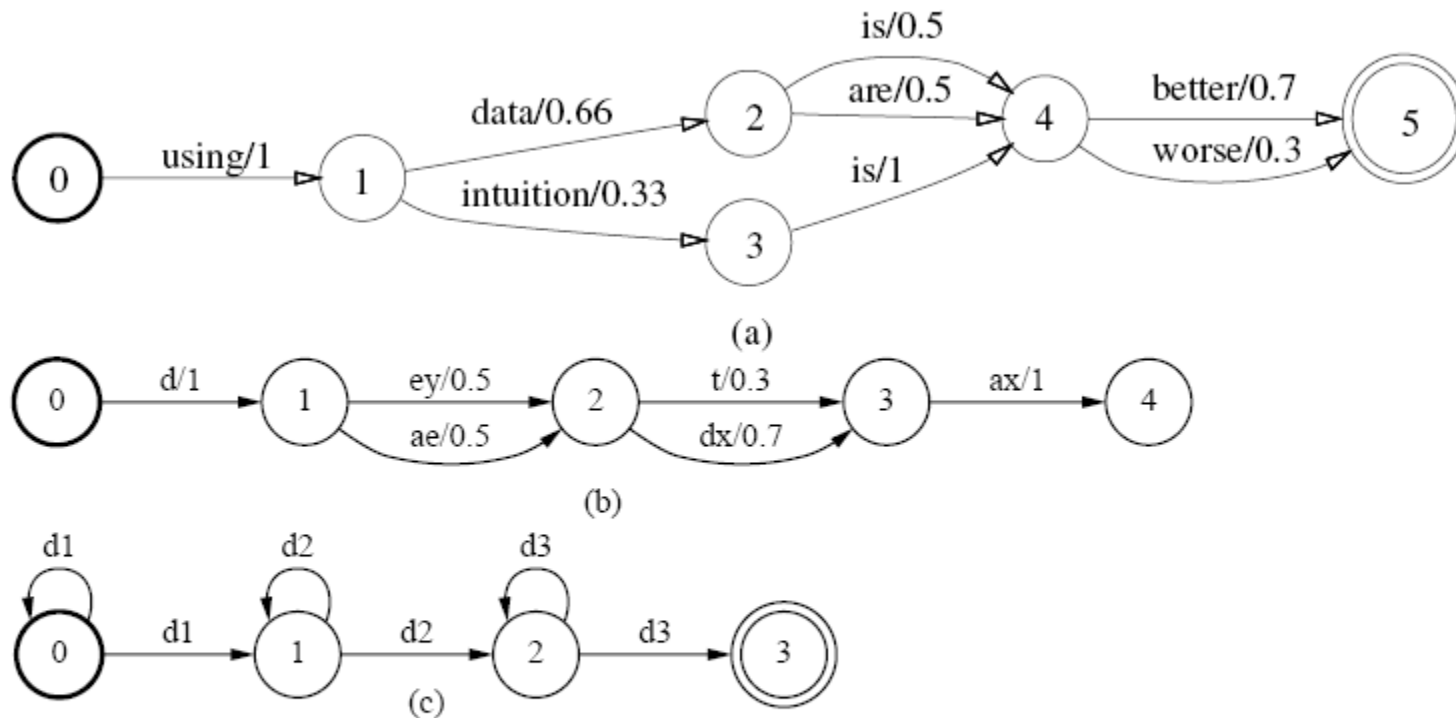 is/0.5
data/0.66 are/0.5 better/0.7
0 using/1 1 2 4 5
intuition/0.33 is/1 worse/0.3
3
(a)
0 d/1 1 ey/0.5 2 t/0.3 3 ax/1 4
ae/0.5 dx/0.7
(b)
d1 d2 d3
0 d1 1 d2 2 d3 3
(c)